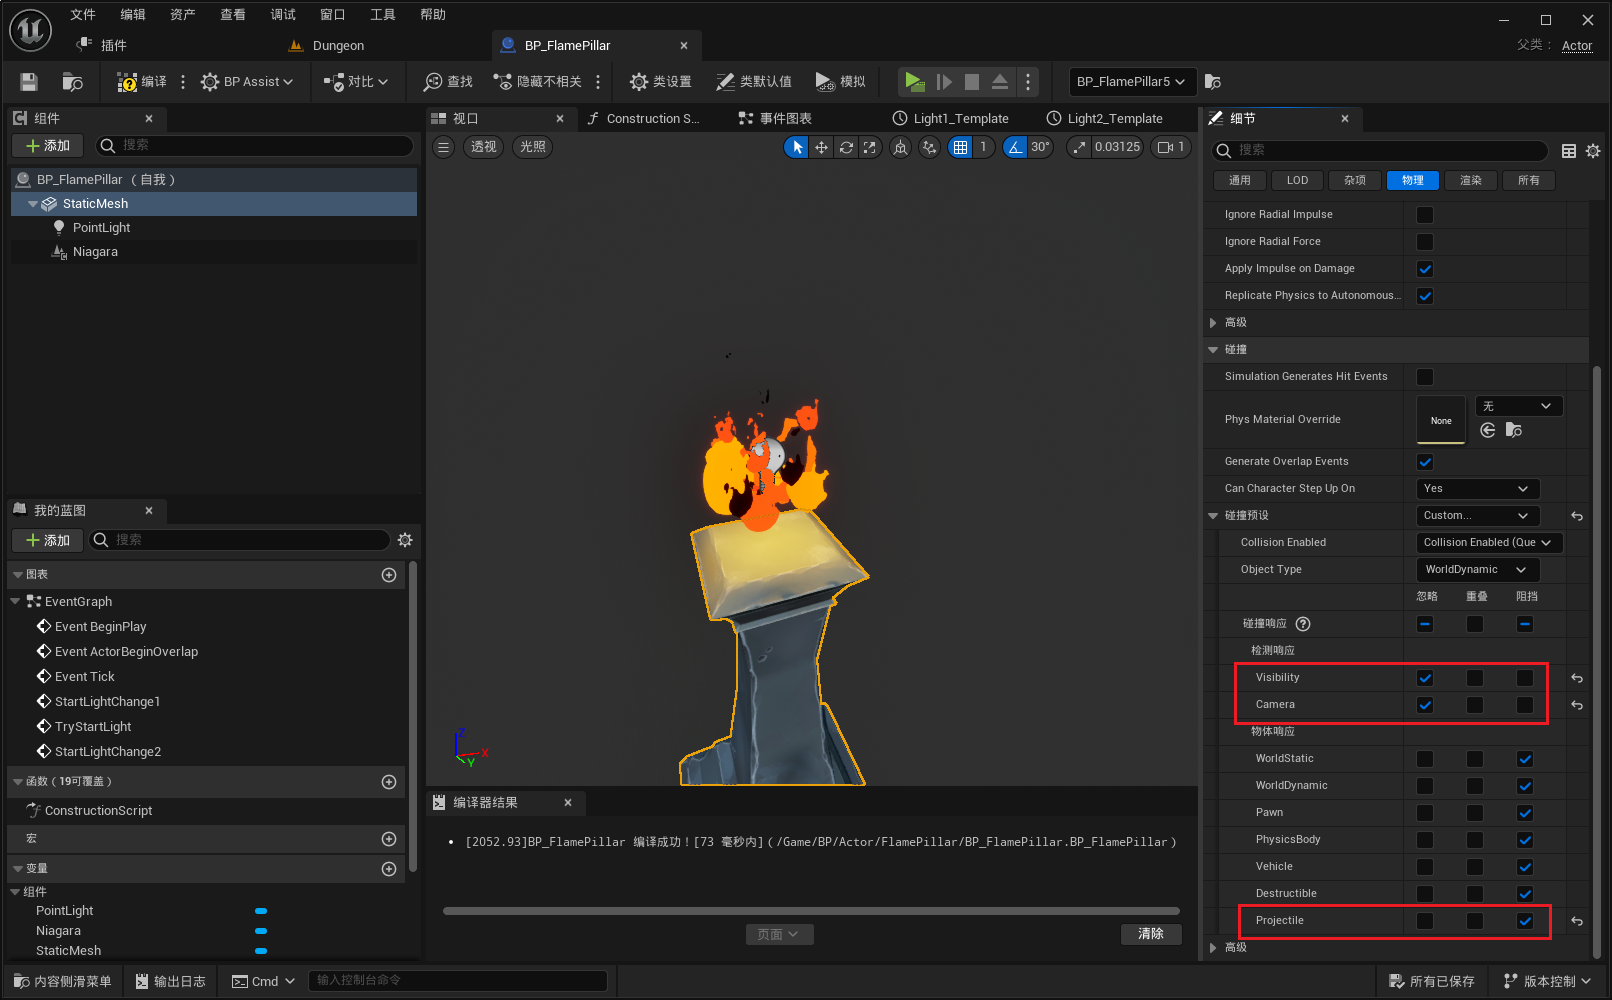 文件 编辑 资产 查看 调试 窗口 工具 帮助
插件 Dungeon BP_FlamePillar 父类： Actor
编译 BP Assist 对比 查找 隐藏不相关 类设置 类默认值 模拟 BP_FlamePillar5
组件
添加 搜索
BP_FlamePillar （自我）
StaticMesh
PointLight
Niagara
我的蓝图
添加 搜索
图表
EventGraph
Event BeginPlay
Event ActorBeginOverlap
Event Tick
StartLightChange1
TryStartLight
StartLightChange2
函数（19可覆盖）
ConstructionScript
宏
变量
组件
PointLight
Niagara
StaticMesh
视口 Construction S... 事件图表 Light1_Template Light2_Template
透视 光照 1 30° 0.03125 1
Z
X
Y
编译器结果
[2052.93]BP_FlamePillar 编译成功！[73 毫秒内]（/Game/BP/Actor/FlamePillar/BP_FlamePillar.BP_FlamePillar）
页面 清除
细节
搜索
通用 LOD 杂项 物理 渲染 所有
Ignore Radial Impulse
Ignore Radial Force
Apply Impulse on Damage
Replicate Physics to Autonomous...
高级
碰撞
Simulation Generates Hit Events
Phys Material Override None 无
Generate Overlap Events
Can Character Step Up On Yes
碰撞预设 Custom...
Collision Enabled Collision Enabled (Que
Object Type WorldDynamic
忽略 重叠 阻挡
碰撞响应
检测响应
Visibility
Camera
物体响应
WorldStatic
WorldDynamic
Pawn
PhysicsBody
Vehicle
Destructible
Projectile
高级
内容侧滑菜单 输出日志 Cmd 输入控制台命令 所有已保存 版本控制